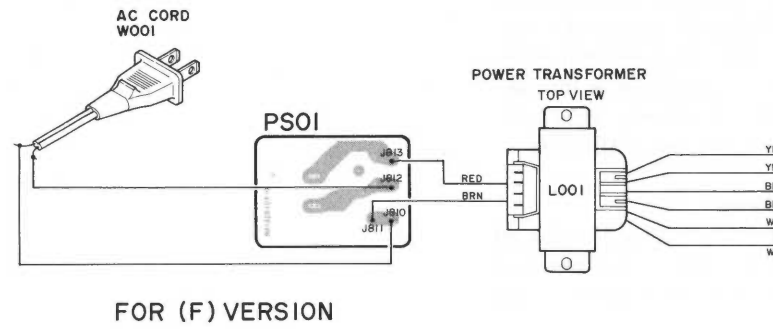 AC CORD
W001
POWER TRANSFORMER
TOP VIEW
PS01
J813
RED
J812
BRN
J810
J811
L001
FOR (F) VERSION